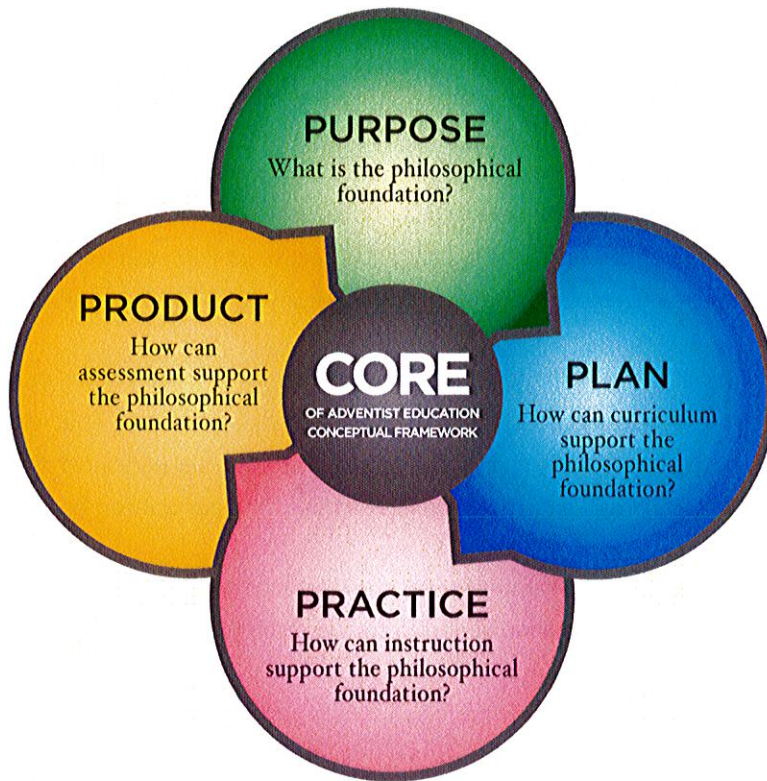 PURPOSE
What is the philosophical
foundation?
PRODUCT
How can
assessment support
the philosophical
foundation?
CORE
OF ADVENTIST EDUCATION
CONCEPTUAL FRAMEWORK
PLAN
How can curriculum
support the
philosophical
foundation?
PRACTICE
How can instruction
support the philosophical
foundation?